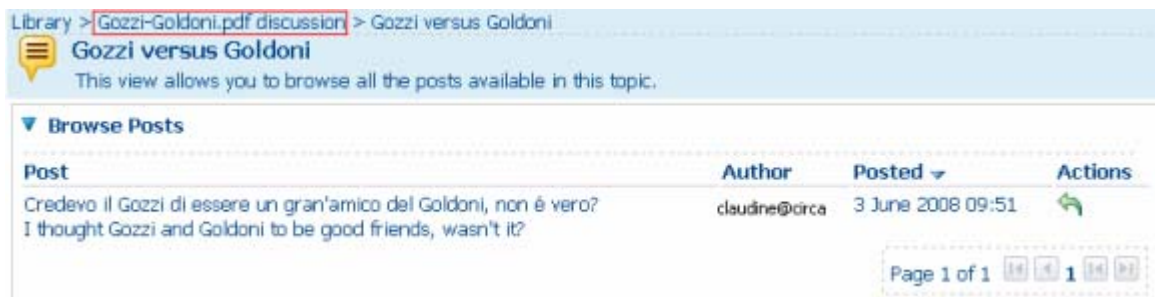 Library > Gozzi-Goldoni.pdf discussion > Gozzi versus Goldoni
Gozzi versus Goldoni
This view allows you to browse all the posts available in this topic.
Browse Posts
Post Author Posted Actions
Credevo il Gozzi di essere un gran'amico del Goldoni, non é vero? claudine@circa 3 June 2008 09:51
I thought Gozzi and Goldoni to be good friends, wasn't it?
Page 1 of 1 1